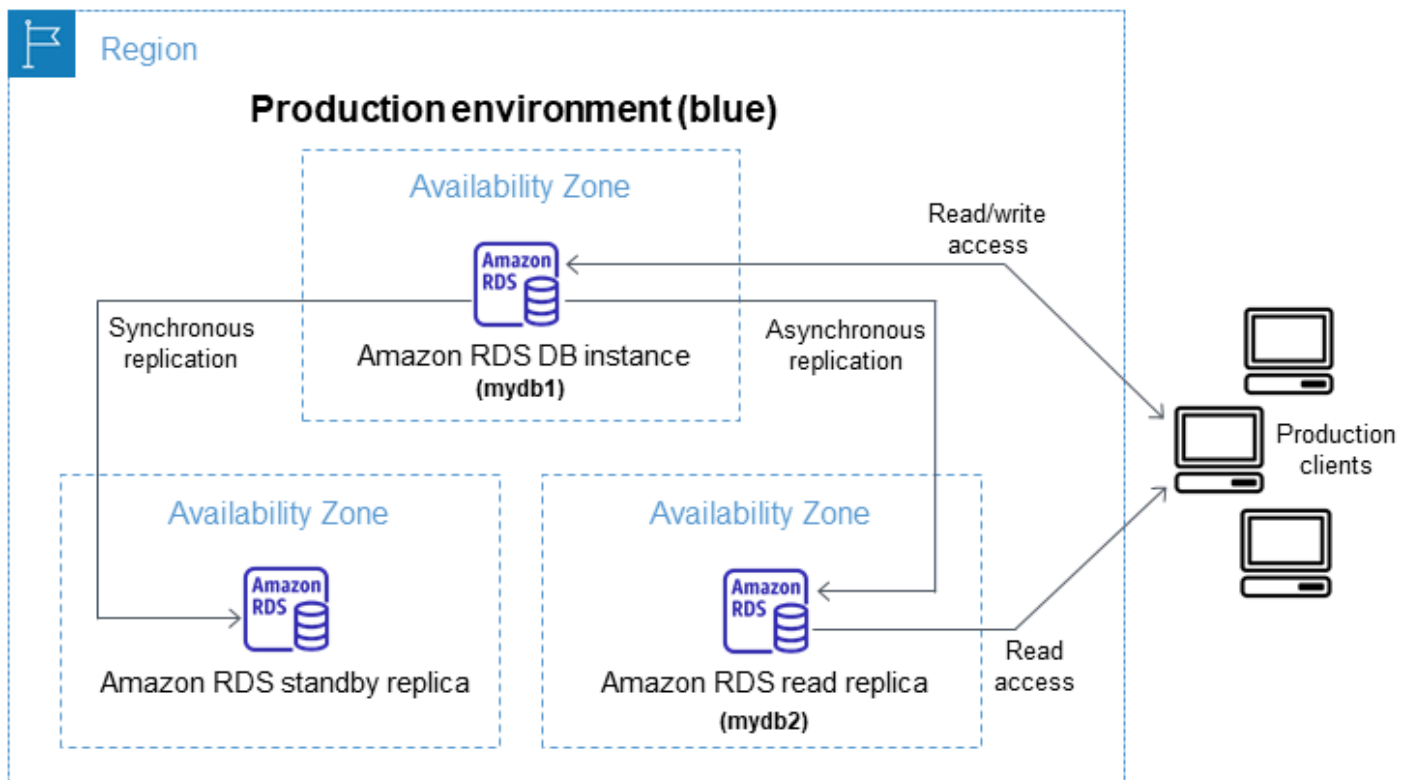 Region
Production environment (blue)
Availability Zone
Amazon
RDS
Amazon RDS DB instance
(mydb1)
Synchronous
replication
Asynchronous
replication
Read/write
access
Production
clients
Availability Zone
Amazon
RDS
Amazon RDS standby replica
Availability Zone
Amazon
RDS
Amazon RDS read replica
(mydb2)
Read
access